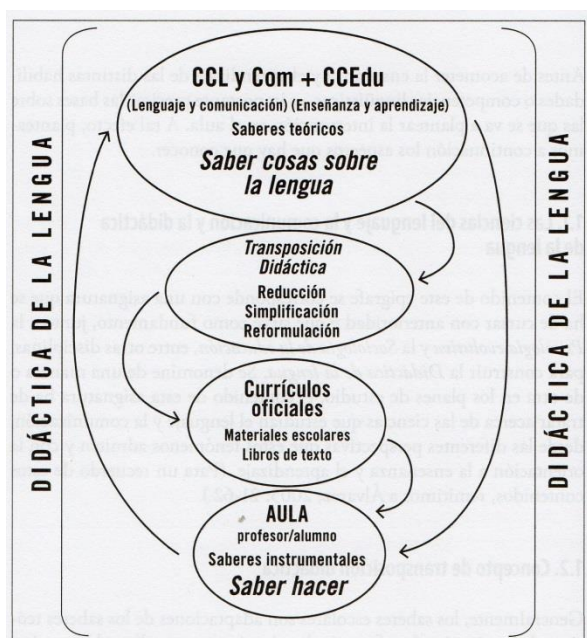 DIDÁCTICA DE LA LENGUA
CCL y Com + CCEdu
(Lenguaje y comunicación) (Enseñanza y aprendizaje)
Saberes teóricos
Saber cosas sobre
la lengua
Transposición
Didáctica
Reducción
Simplificación
Reformulación
Currículos
oficiales
Materiales escolares
Libros de texto
AULA
profesor/alumno
Saberes instrumentales
Saber hacer
DIDÁCTICA DE LA LENGUA